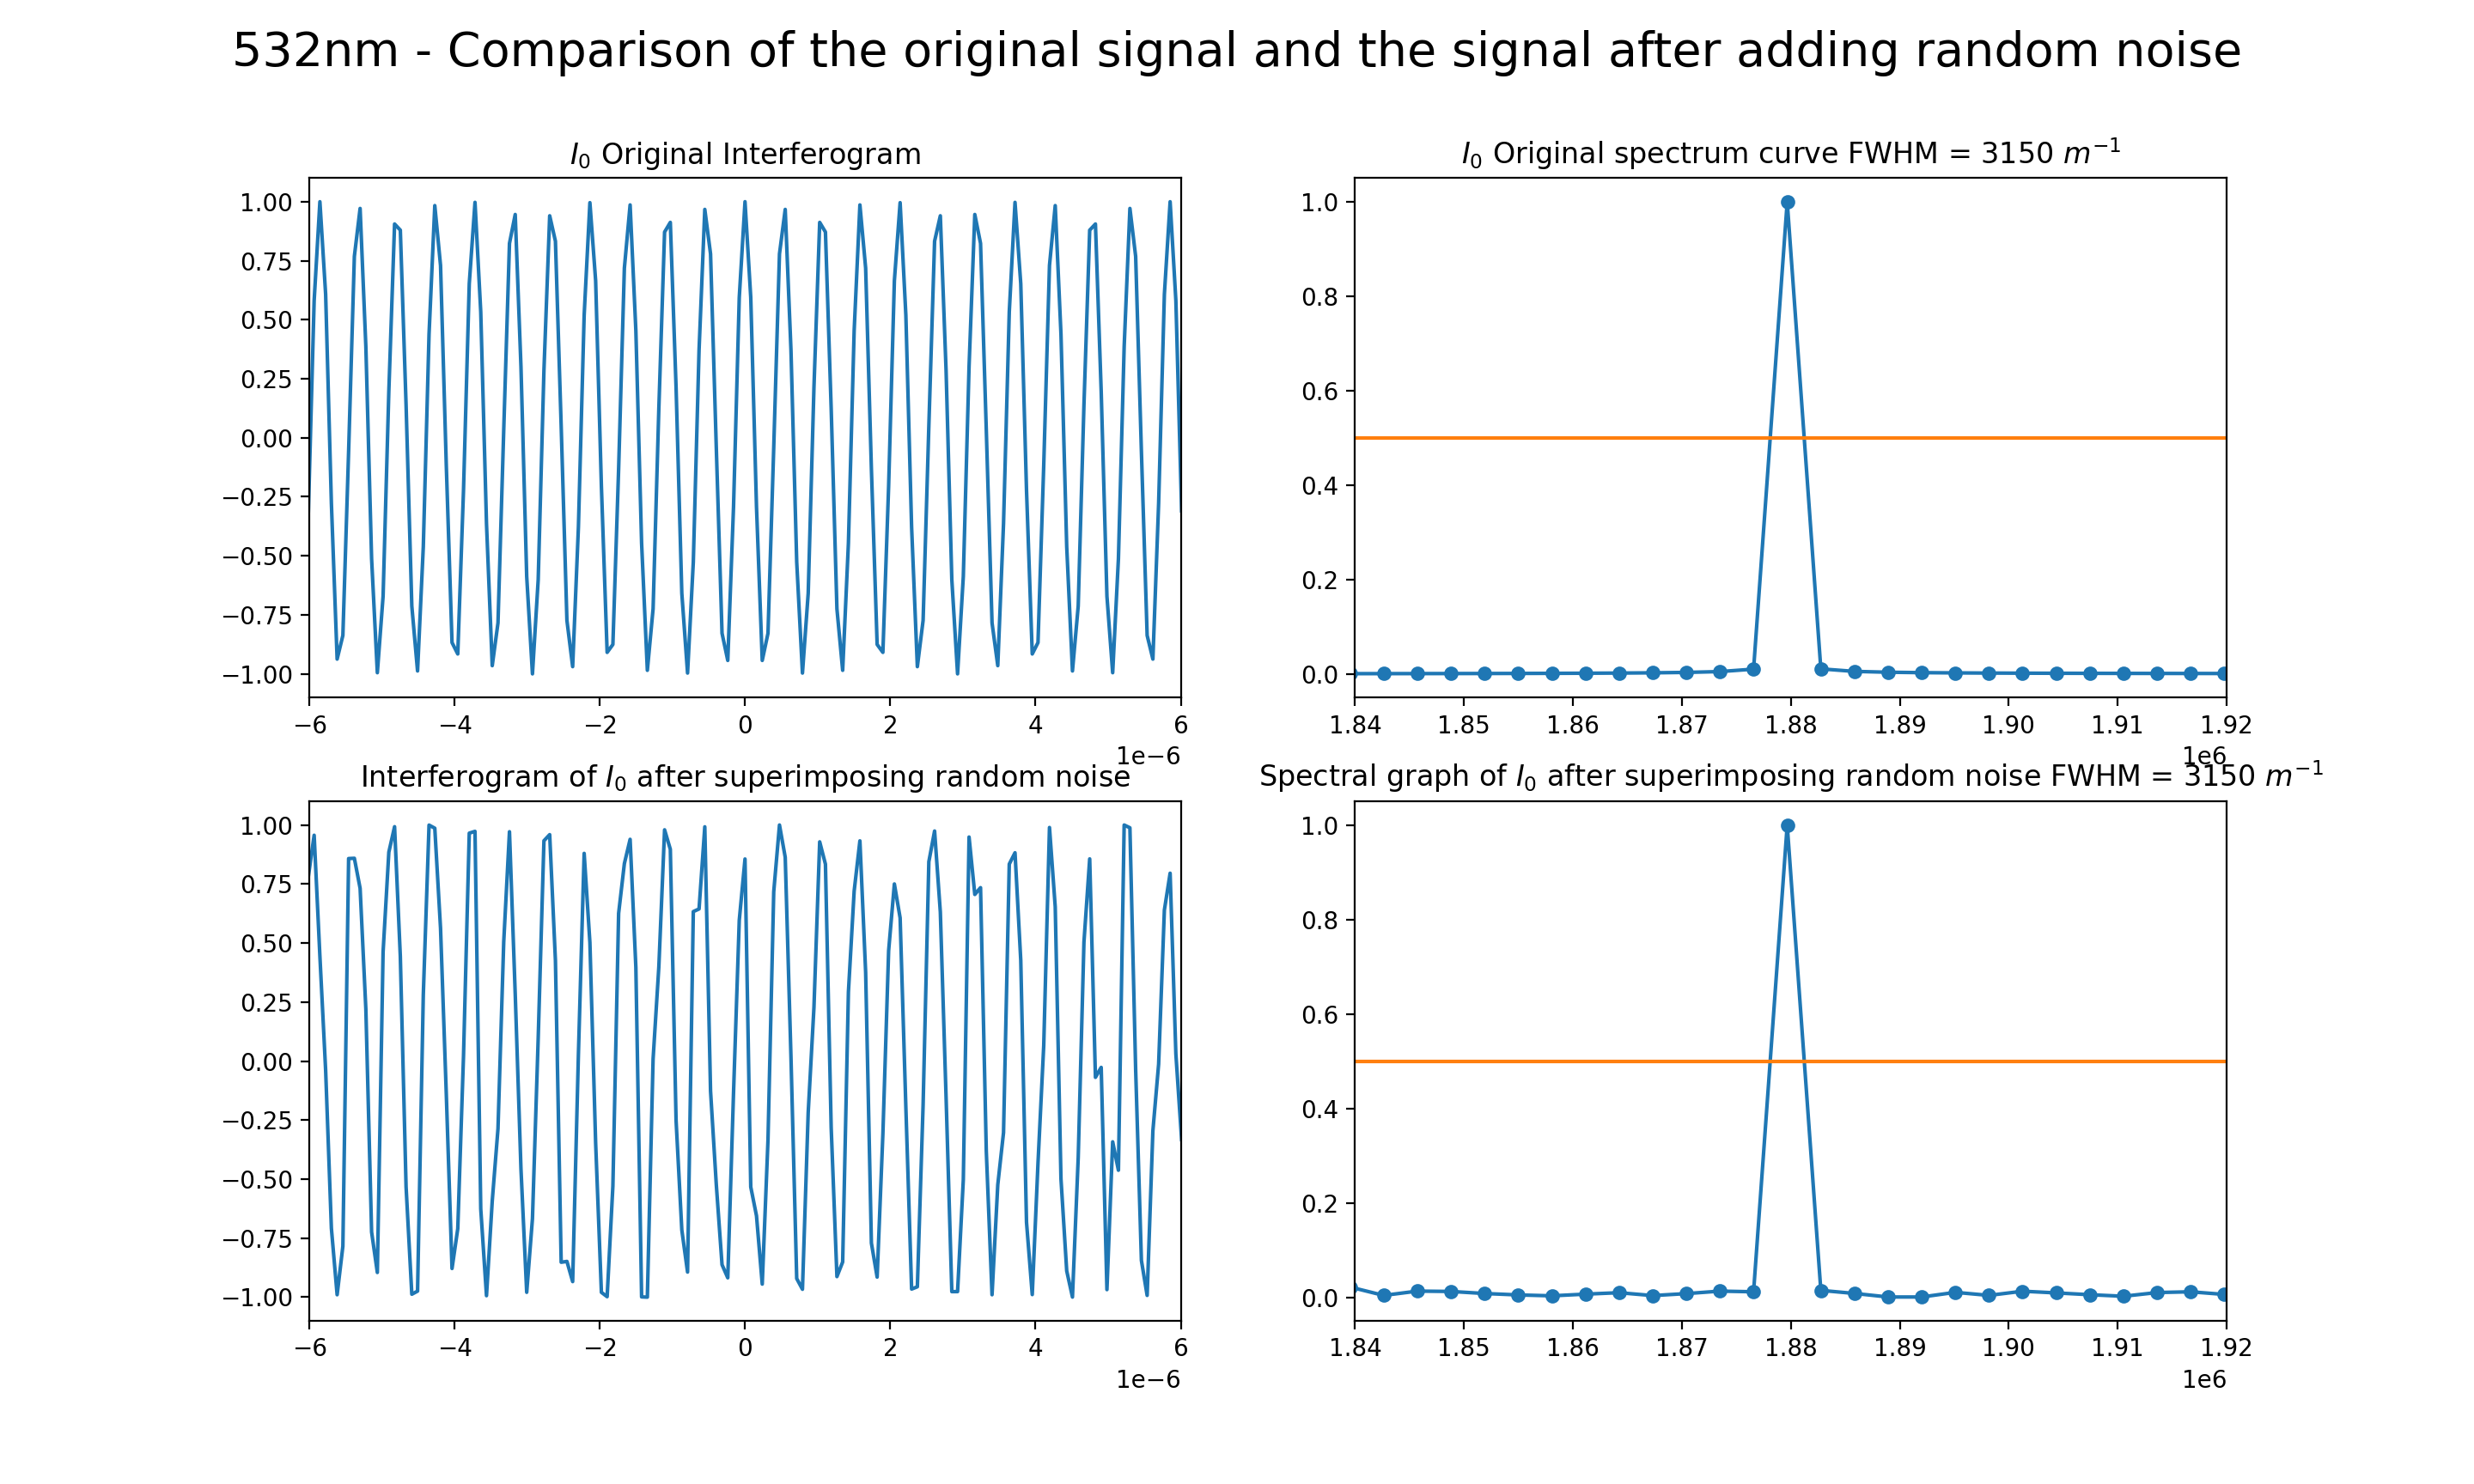 532nm - Comparison of the original signal and the signal after adding random noise
I₀ Original Interferogram
1.00
0.75
0.50
0.25
0.00
−0.25
−0.50
−0.75
−1.00
−6 −4 −2 0 2 4 6
1e−6
I₀ Original spectrum curve FWHM = 3150 m⁻¹
1.0
0.8
0.6
0.4
0.2
0.0
1.84 1.85 1.86 1.87 1.88 1.89 1.90 1.91 1.92
1e6
Interferogram of I₀ after superimposing random noise
1.00
0.75
0.50
0.25
0.00
−0.25
−0.50
−0.75
−1.00
−6 −4 −2 0 2 4 6
1e−6
Spectral graph of I₀ after superimposing random noise FWHM = 3150 m⁻¹
1.0
0.8
0.6
0.4
0.2
0.0
1.84 1.85 1.86 1.87 1.88 1.89 1.90 1.91 1.92
1e6